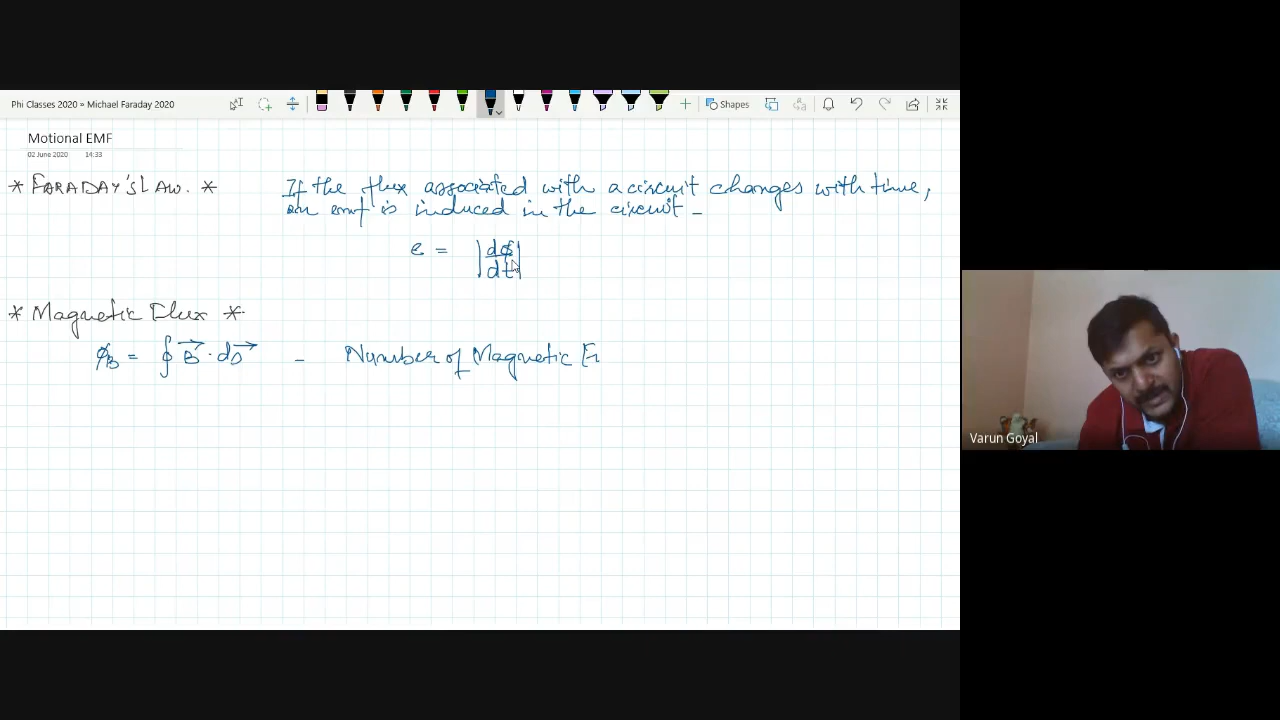 Phi Classes 2020 » Michael Faraday 2020
Shapes
Motional EMF
02 June 2020 14:33
* FARADAY'S LAW. *
If the flux associated with a circuit changes with time,
an emf is induced in the circuit –
e = |dϕ/dt|
* Magnetic Flux *
ϕ_B = ∮ B⃗ · ds⃗ – Number of Magnetic
Varun Goyal